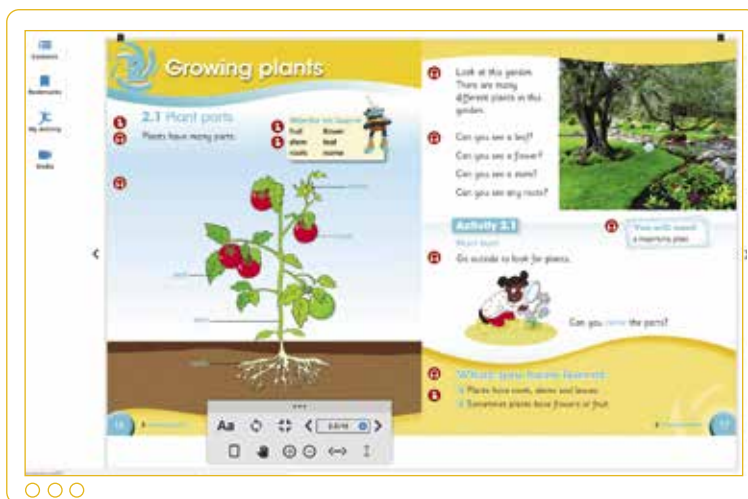 Contents
Bookmarks
My activity
Growing plants
2.1 Plant parts
Plants have many parts.
Words to learn
fruit flower
stem leaf
roots name
Look at this garden.
There are many
different plants in this
garden.
Can you see a leaf?
Can you see a flower?
Can you see a stem?
Can you see any roots?
Activity 2.1
Plant hunt
You will need
a magnifying glass
Go outside to look for plants.
Can you name the parts?
What you have learned
Plants have roots, stems and leaves.
Sometimes plants have flowers or fruit.
Aa